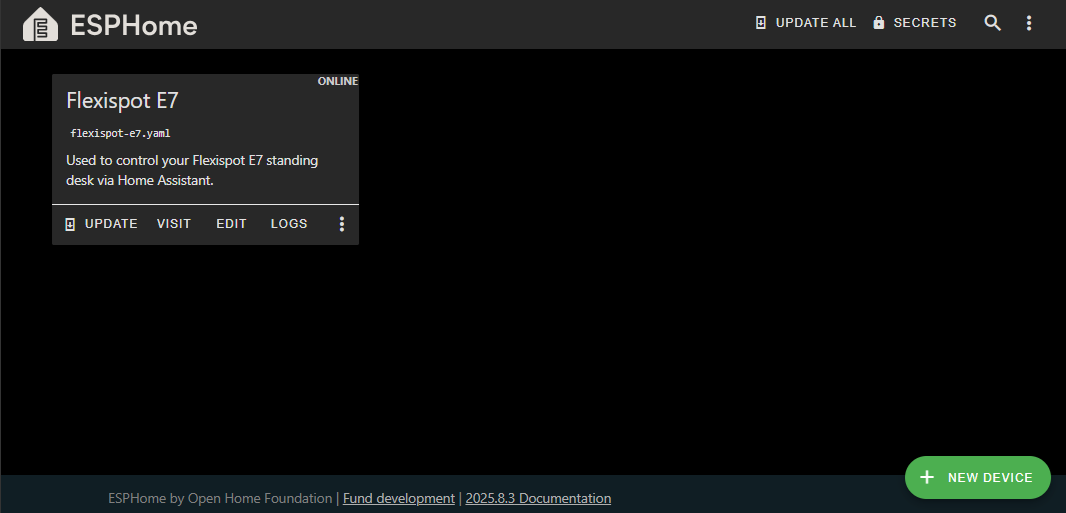 ESPHome
UPDATE ALL SECRETS
ONLINE
Flexispot E7
flexispot-e7.yaml
Used to control your Flexispot E7 standing
desk via Home Assistant.
UPDATE VISIT EDIT LOGS
NEW DEVICE
ESPHome by Open Home Foundation | Fund development | 2025.8.3 Documentation